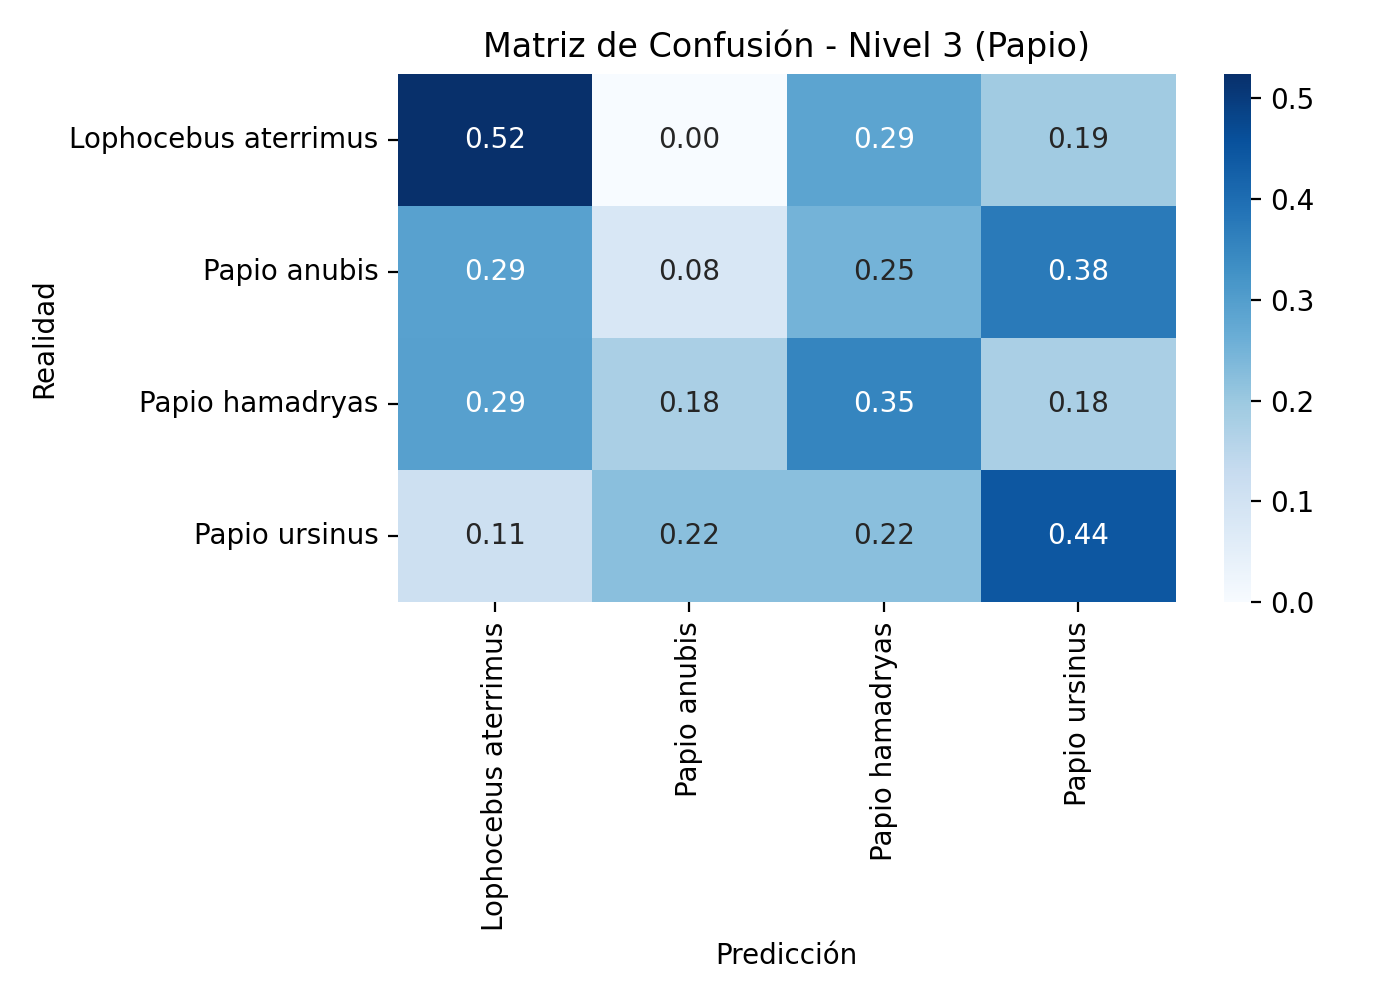 Matriz de Confusión - Nivel 3 (Papio)
Realidad
Lophocebus aterrimus 0.52 0.00 0.29 0.19
Papio anubis 0.29 0.08 0.25 0.38
Papio hamadryas 0.29 0.18 0.35 0.18
Papio ursinus 0.11 0.22 0.22 0.44
Lophocebus aterrimus
Papio anubis
Papio hamadryas
Papio ursinus
Predicción
0.5
0.4
0.3
0.2
0.1
0.0